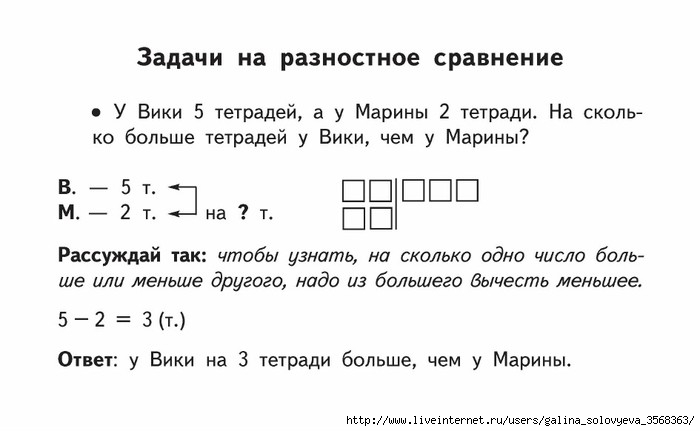 Задачи на разностное сравнение
• У Вики 5 тетрадей, а у Марины 2 тетради. На сколь-
ко больше тетрадей у Вики, чем у Марины?
В. — 5 т.
М. — 2 т. на ? т.
Рассуждай так: чтобы узнать, на сколько одно число боль-
ше или меньше другого, надо из большего вычесть меньшее.
5 – 2 = 3 (т.)
Ответ: у Вики на 3 тетради больше, чем у Марины.
http://www.liveinternet.ru/users/galina_solovyeva_3568363/